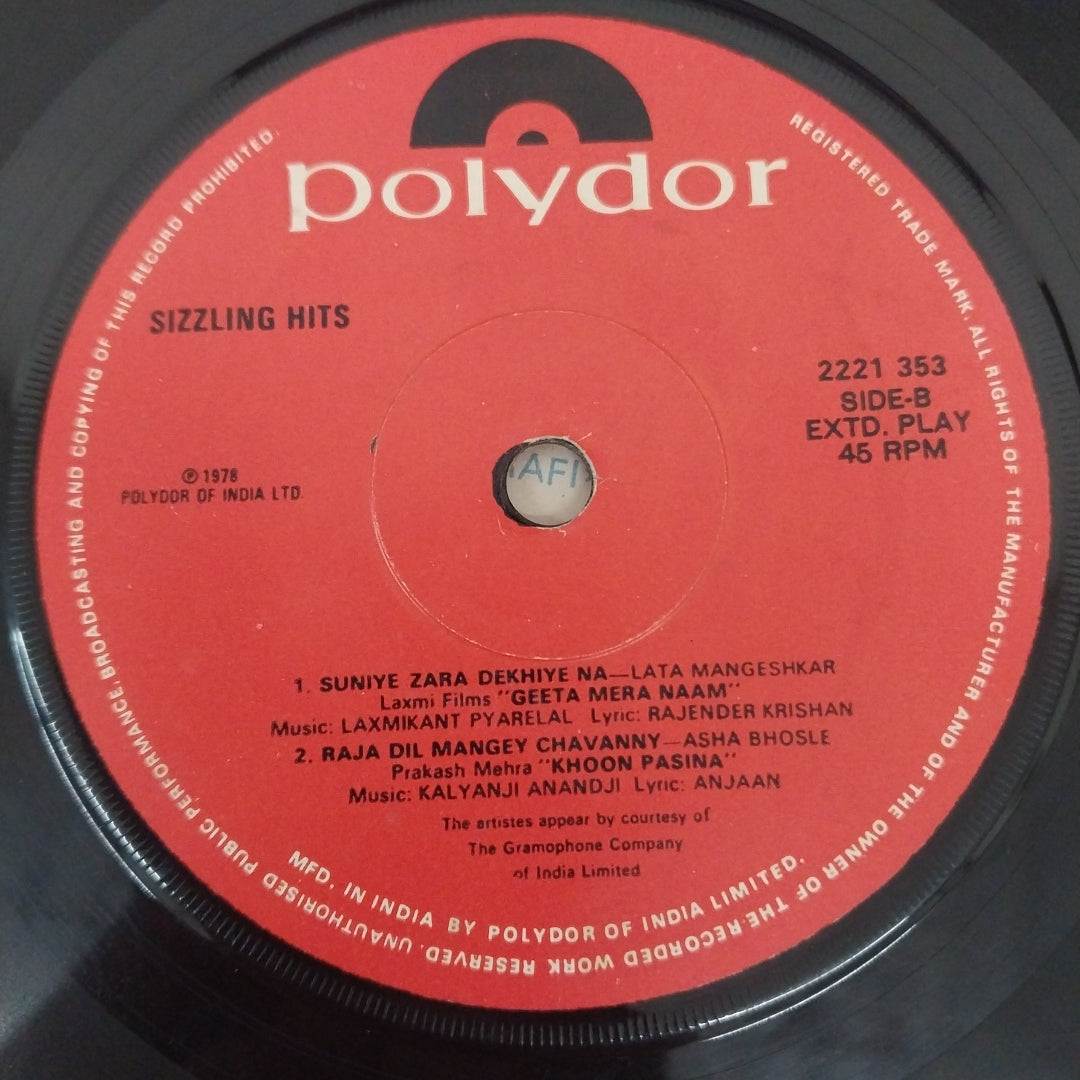 polydor
SIZZLING HITS
2221 353
SIDE-B
EXTD. PLAY
45 RPM
℗ 1978
POLYDOR OF INDIA LTD.
AFI
1. SUNIYE ZARA DEKHIYE NA—LATA MANGESHKAR
Laxmi Films "GEETA MERA NAAM"
Music: LAXMIKANT PYARELAL Lyric: RAJENDER KRISHAN
2. RAJA DIL MANGEY CHAVANNY—ASHA BHOSLE
Prakash Mehra "KHOON PASINA"
Music: KALYANJI ANANDJI Lyric: ANJAAN
The artistes appear by courtesy of
The Gramophone Company
of India Limited
MFD. IN INDIA BY POLYDOR OF INDIA LIMITED.
REGISTERED TRADE MARK. ALL RIGHTS OF THE MANUFACTURER AND OF THE OWNER OF THE RECORDED WORK RESERVED. UNAUTHORISED PUBLIC PERFORMANCE, BROADCASTING AND COPYING OF THIS RECORD PROHIBITED.